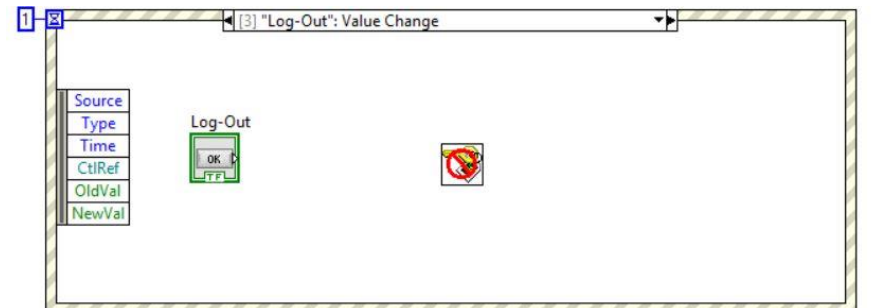 1
[3] "Log-Out": Value Change
Source
Type
Time
CtlRef
OldVal
NewVal
Log-Out
OK
TF